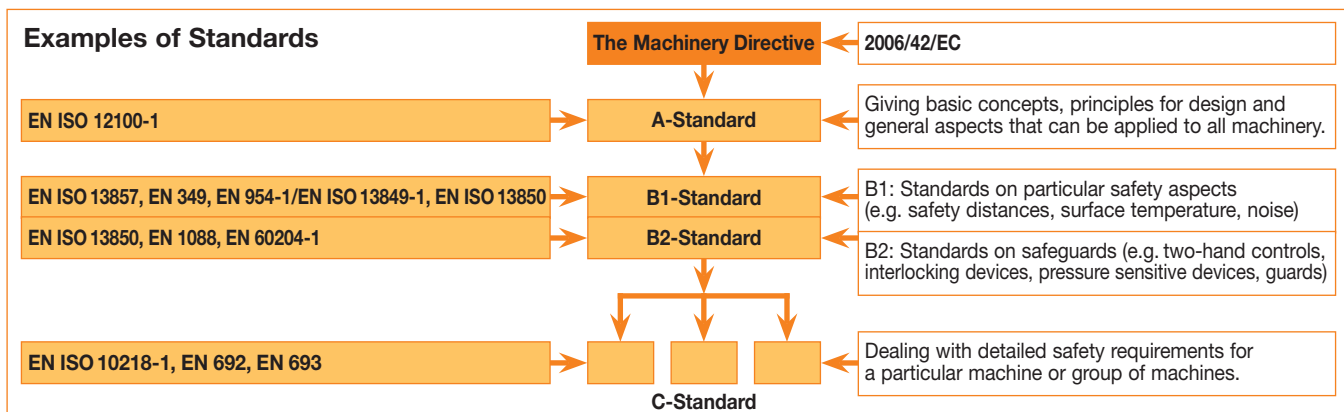 Examples of Standards
The Machinery Directive
2006/42/EC
EN ISO 12100-1
A-Standard
Giving basic concepts, principles for design and
general aspects that can be applied to all machinery.
EN ISO 13857, EN 349, EN 954-1/EN ISO 13849-1, EN ISO 13850
B1-Standard
B1: Standards on particular safety aspects
(e.g. safety distances, surface temperature, noise)
EN ISO 13850, EN 1088, EN 60204-1
B2-Standard
B2: Standards on safeguards (e.g. two-hand controls,
interlocking devices, pressure sensitive devices, guards)
EN ISO 10218-1, EN 692, EN 693
Dealing with detailed safety requirements for
a particular machine or group of machines.
C-Standard